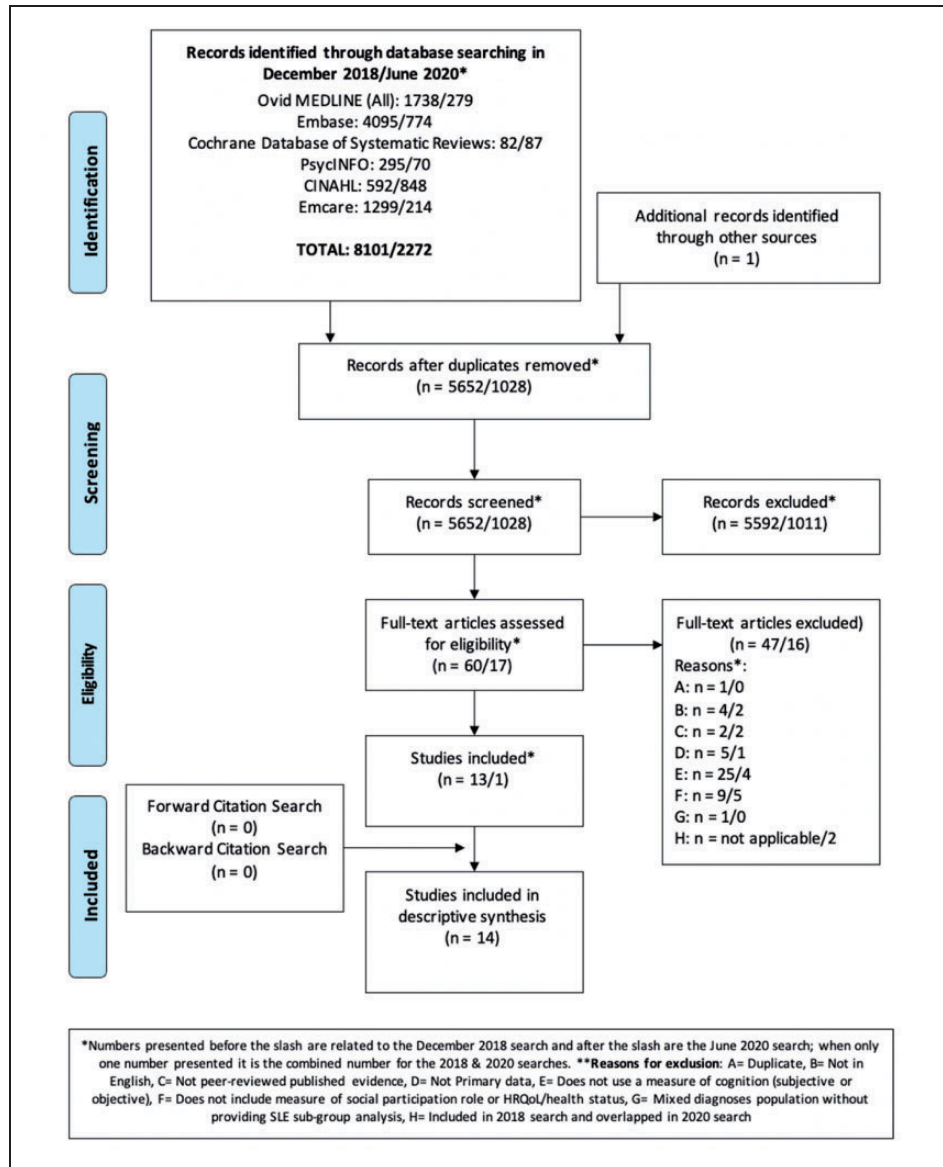 Identification
Records identified through database searching in
December 2018/June 2020*
Ovid MEDLINE (All): 1738/279
Embase: 4095/774
Cochrane Database of Systematic Reviews: 82/87
PsycINFO: 295/70
CINAHL: 592/848
Emcare: 1299/214
TOTAL: 8101/2272
Additional records identified
through other sources
(n = 1)
Screening
Records after duplicates removed*
(n = 5652/1028)
Records screened*
(n = 5652/1028)
Records excluded*
(n = 5592/1011)
Eligibility
Full-text articles assessed
for eligibility*
(n = 60/17)
Full-text articles excluded)
(n = 47/16)
Reasons*:
A: n = 1/0
B: n = 4/2
C: n = 2/2
D: n = 5/1
E: n = 25/4
F: n = 9/5
G: n = 1/0
H: n = not applicable/2
Studies included*
(n = 13/1)
Included
Forward Citation Search
(n = 0)
Backward Citation Search
(n = 0)
Studies included in
descriptive synthesis
(n = 14)
*Numbers presented before the slash are related to the December 2018 search and after the slash are the June 2020 search; when only
one number presented it is the combined number for the 2018 & 2020 searches. **Reasons for exclusion: A= Duplicate, B= Not in
English, C= Not peer-reviewed published evidence, D= Not Primary data, E= Does not use a measure of cognition (subjective or
objective), F= Does not include measure of social participation role or HRQoL/health status, G= Mixed diagnoses population without
providing SLE sub-group analysis, H= Included in 2018 search and overlapped in 2020 search